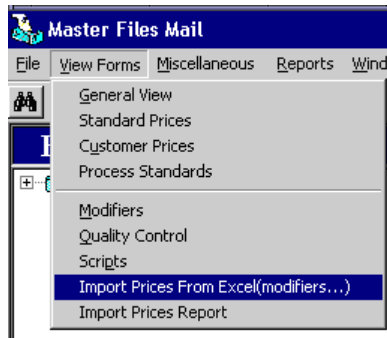 Master Files Mail
File View Forms Miscellaneous Reports Wind
General View
Standard Prices
Customer Prices
Process Standards
Modifiers
Quality Control
Scripts
Import Prices From Excel(modifiers...)
Import Prices Report